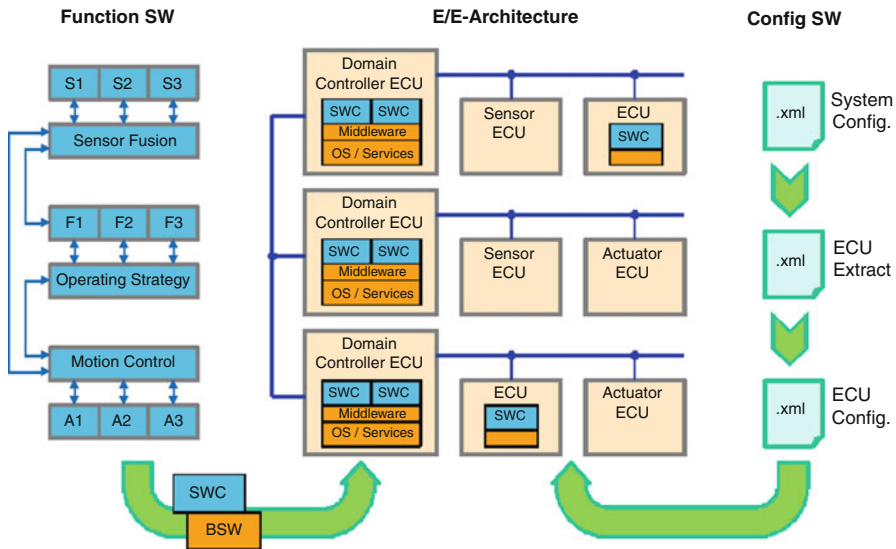 Function SW
E/E-Architecture
Config SW
S1 S2 S3
Sensor Fusion
F1 F2 F3
Operating Strategy
Motion Control
A1 A2 A3
SWC
BSW
Domain
Controller ECU
SWC SWC
Middleware
OS / Services
Sensor
ECU
ECU
SWC
Domain
Controller ECU
SWC SWC
Middleware
OS / Services
Sensor
ECU
Actuator
ECU
Domain
Controller ECU
SWC SWC
Middleware
OS / Services
ECU
SWC
Actuator
ECU
.xml
System
Config.
.xml
ECU
Extract
.xml
ECU
Config.